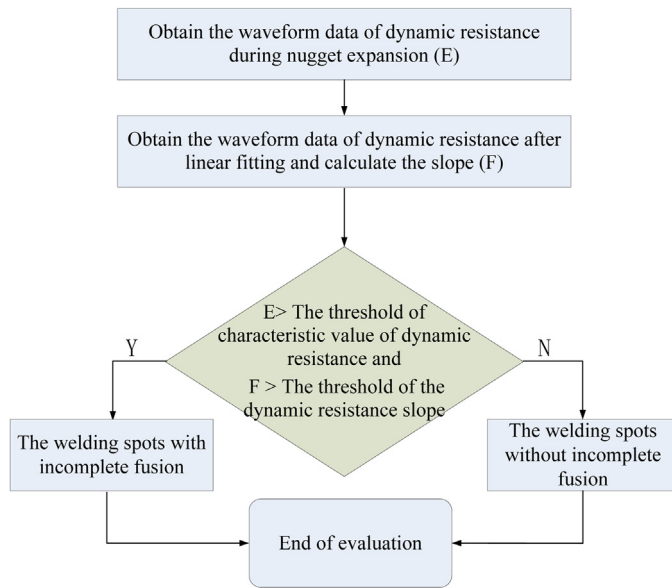 Obtain the waveform data of dynamic resistance
during nugget expansion (E)
Obtain the waveform data of dynamic resistance after
linear fitting and calculate the slope (F)
E> The threshold of
characteristic value of dynamic
resistance and
F > The threshold of the
dynamic resistance slope
Y
N
The welding spots with
incomplete fusion
The welding spots
without incomplete
fusion
End of evaluation